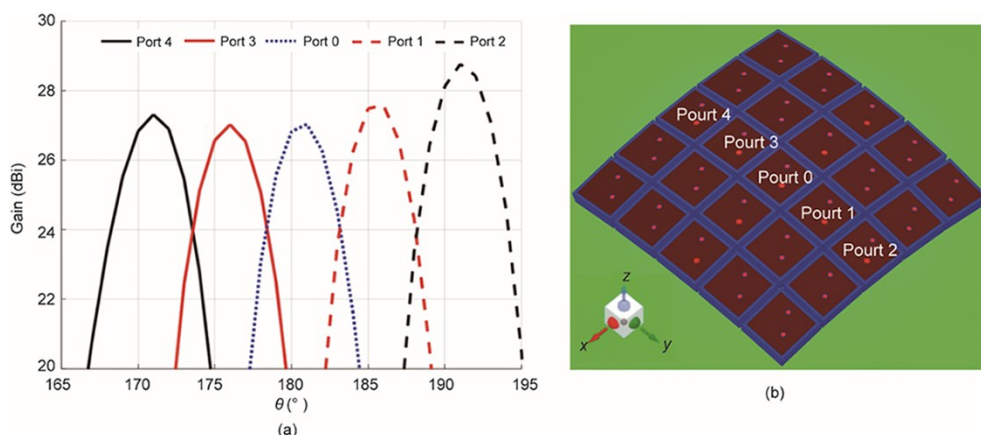 (a)
30
28
26
24
22
20
Gain (dBi)
Port 4 Port 3 Port 0 Port 1 Port 2
165 170 175 180 185 190 195
θ (°)
(a)
Pourt 4
Pourt 3
Pourt 0
Pourt 1
Pourt 2
z
x
y
(b)